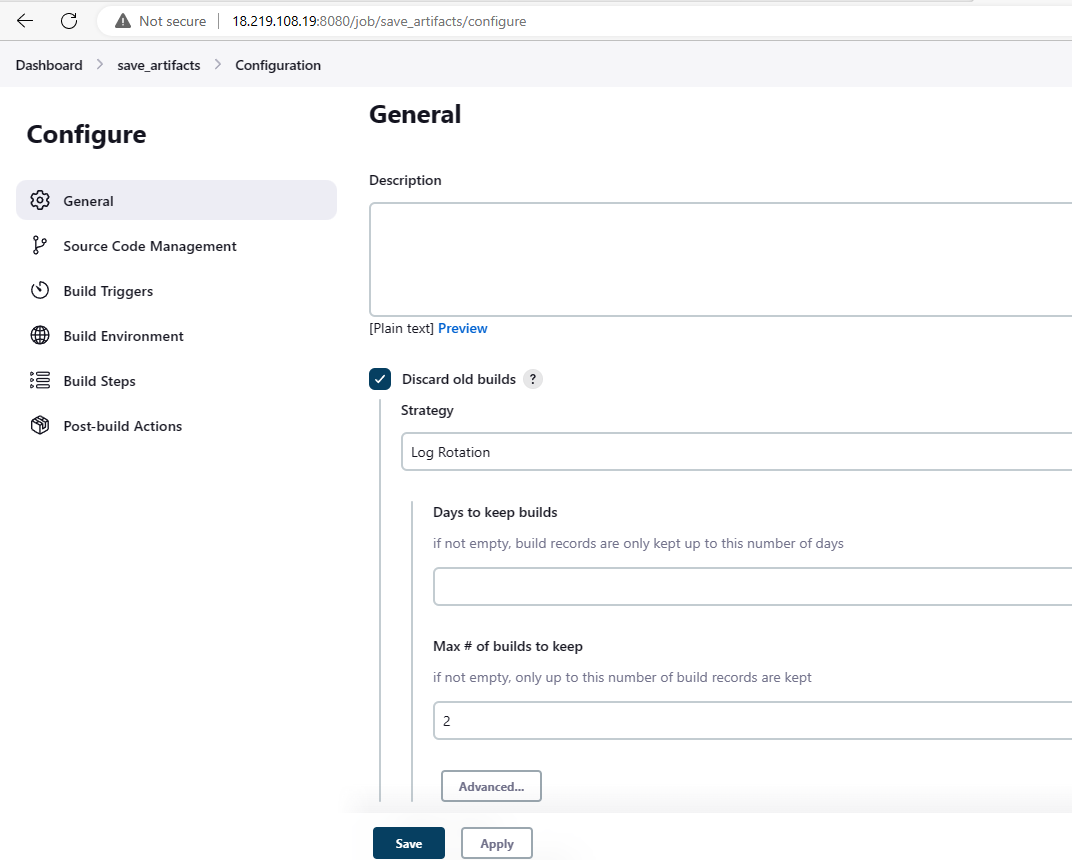 Not secure | 18.219.108.19:8080/job/save_artifacts/configure
Dashboard > save_artifacts > Configuration
Configure
General
Source Code Management
Build Triggers
Build Environment
Build Steps
Post-build Actions
General
Description
[Plain text] Preview
Discard old builds ?
Strategy
Log Rotation
Days to keep builds
if not empty, build records are only kept up to this number of days
Max # of builds to keep
if not empty, only up to this number of build records are kept
2
Advanced...
Save Apply